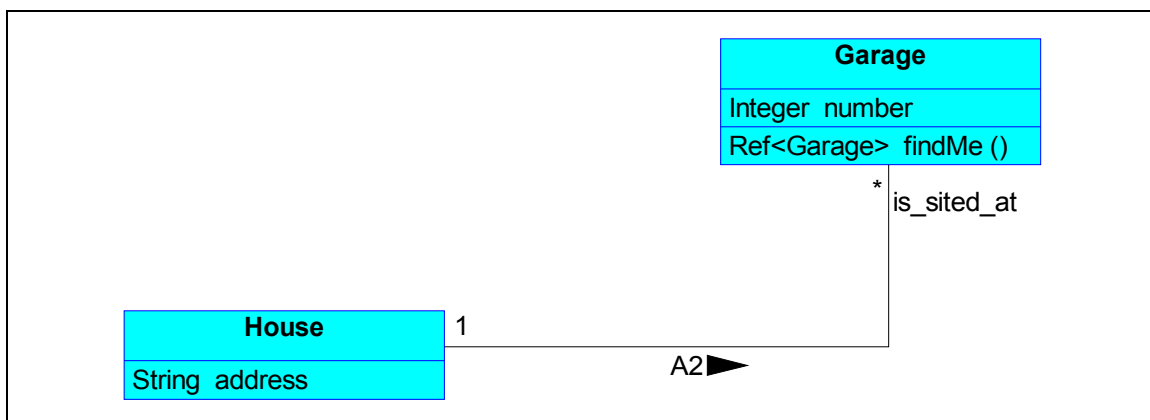 Garage
Integer number
Ref<Garage> findMe ()
*
is_sited_at
House
1
String address
A2